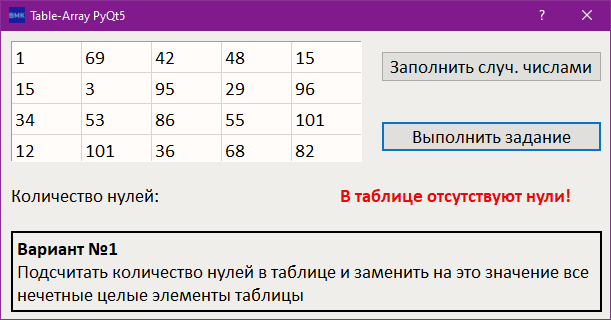 BMK Table-Array PyQt5 ?
1 69 42 48 15
15 3 95 29 96
34 53 86 55 101
12 101 36 68 82
Заполнить случ. числами
Выполнить задание
Количество нулей: В таблице отсутствуют нули!
Вариант №1
Подсчитать количество нулей в таблице и заменить на это значение все
нечетные целые элементы таблицы